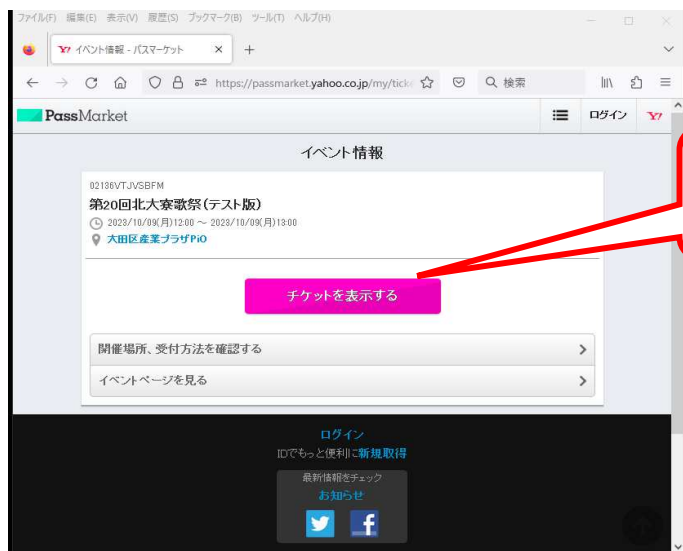 ファイル(F) 編集(E) 表示(V) 履歴(S) ブックマーク(B) ツール(T) ヘルプ(H)
Y? イベント情報 - パスマーケット
https://passmarket.yahoo.co.jp/my/ticke
検索
PassMarket
ログイン
Y?
イベント情報
02136VTJVSBFM
第20回北大寮歌祭(テスト版)
2023/10/09(月)12:00 ～ 2023/10/09(月)13:00
大田区産業プラザPiO
チケットを表示する
開催場所、受付方法を確認する
イベントページを見る
ログイン
IDでもっと便利に新規取得
最新情報をチェック
お知らせ